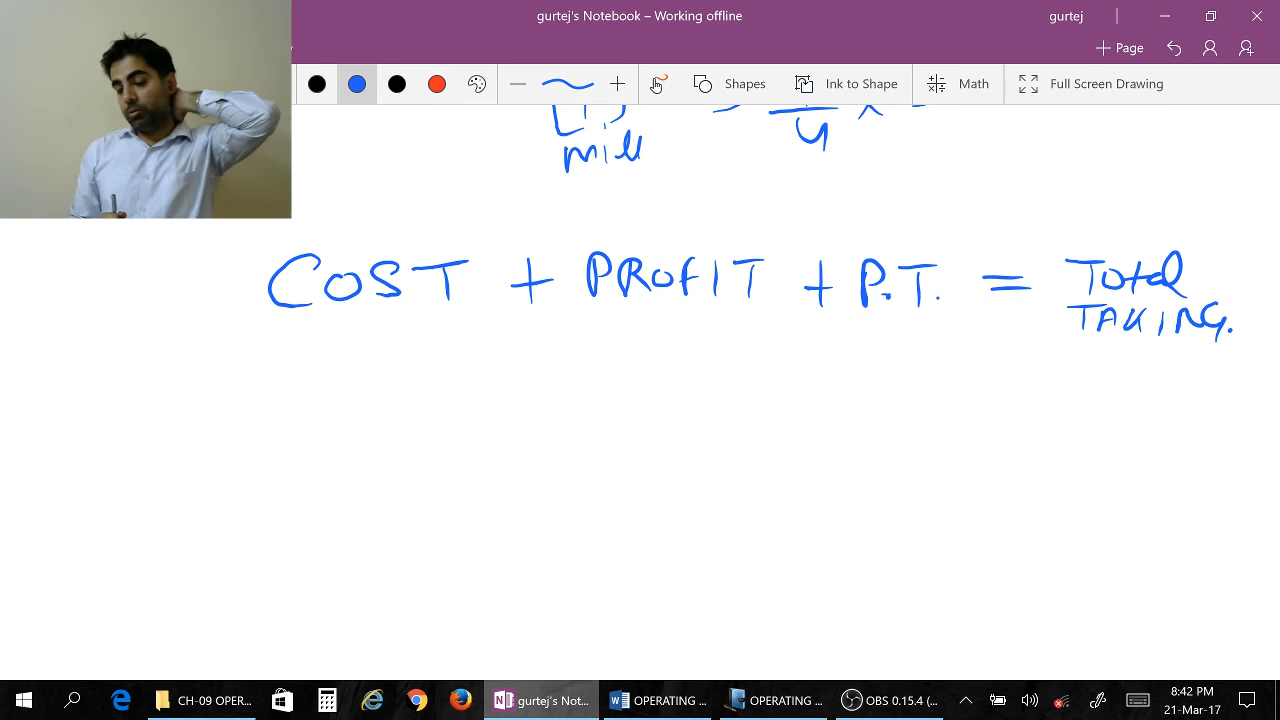 gurtej's Notebook – Working offline
gurtej
Page
Shapes
Ink to Shape
Math
Full Screen Drawing
mill
4 x
COST + PROFIT + P.T. = Total
TAKING.
CH-09 OPER...
gurtej's Not...
OPERATING ...
OPERATING ...
OBS 0.15.4 (...
8:42 PM
21-Mar-17